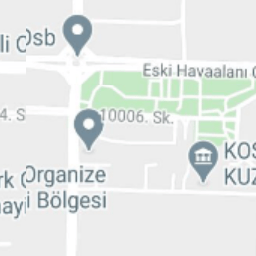 li Osb
Eski Havaalanı C
4. S
10006. Sk.
KOS
KUZ
rk Organize
ayi Bölgesi